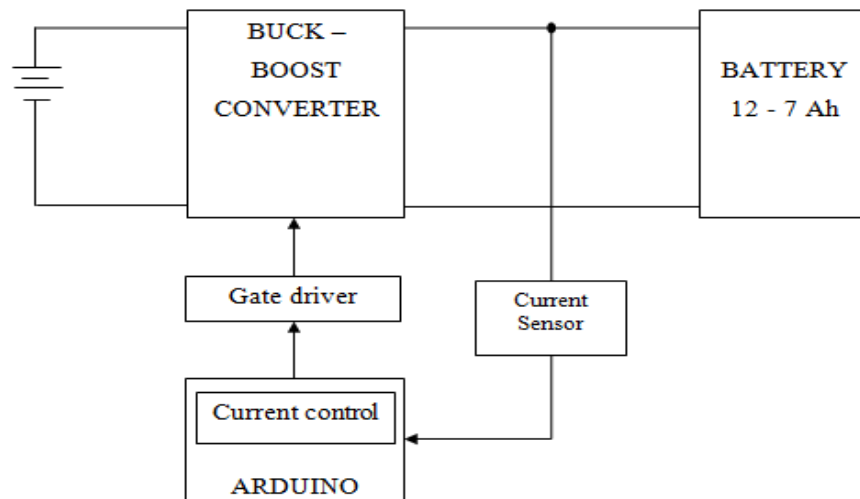 BUCK –
BOOST
CONVERTER
BATTERY
12 - 7 Ah
Gate driver
Current
Sensor
Current control
ARDUINO